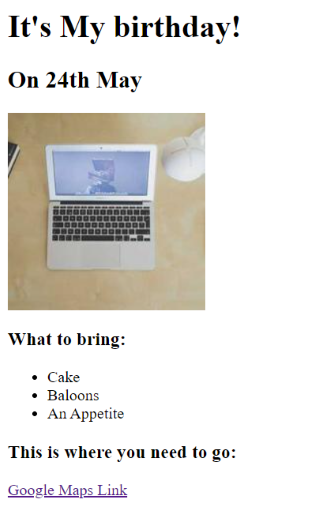 It's My birthday!
On 24th May
What to bring:
Cake
Baloons
An Appetite
This is where you need to go:
Google Maps Link